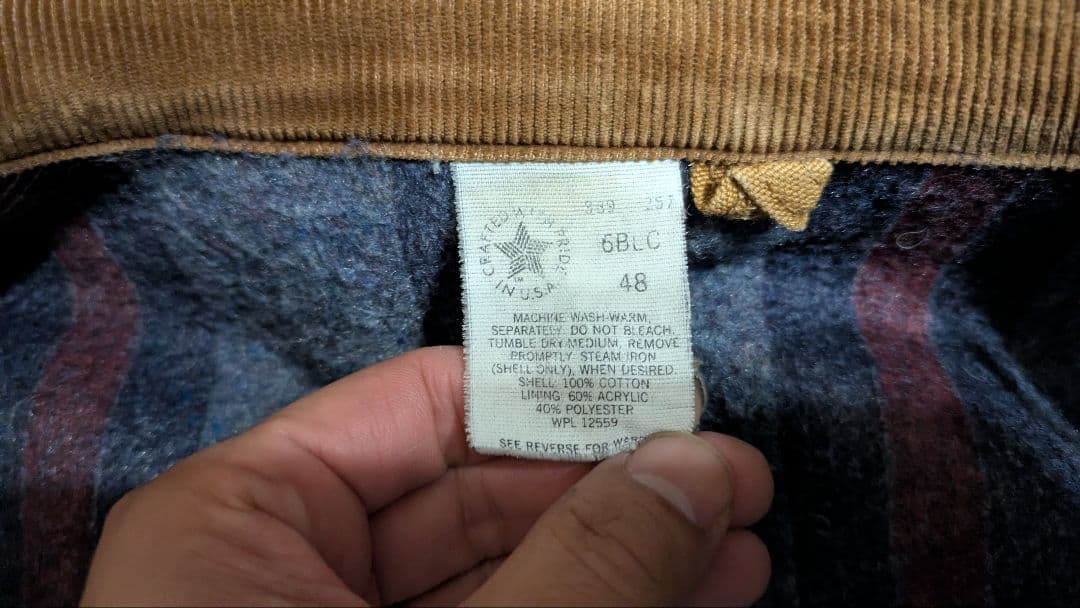 889 257
CRAFTED WITH PRIDE
IN U.S.A.
6BLC
48
MACHINE WASH-WARM,
SEPARATELY. DO NOT BLEACH.
TUMBLE DRY MEDIUM, REMOVE
PROMPTLY. STEAM IRON
(SHELL ONLY), WHEN DESIRED.
SHELL: 100% COTTON
LINING: 60% ACRYLIC
40% POLYESTER
WPL 12559
SEE REVERSE FOR